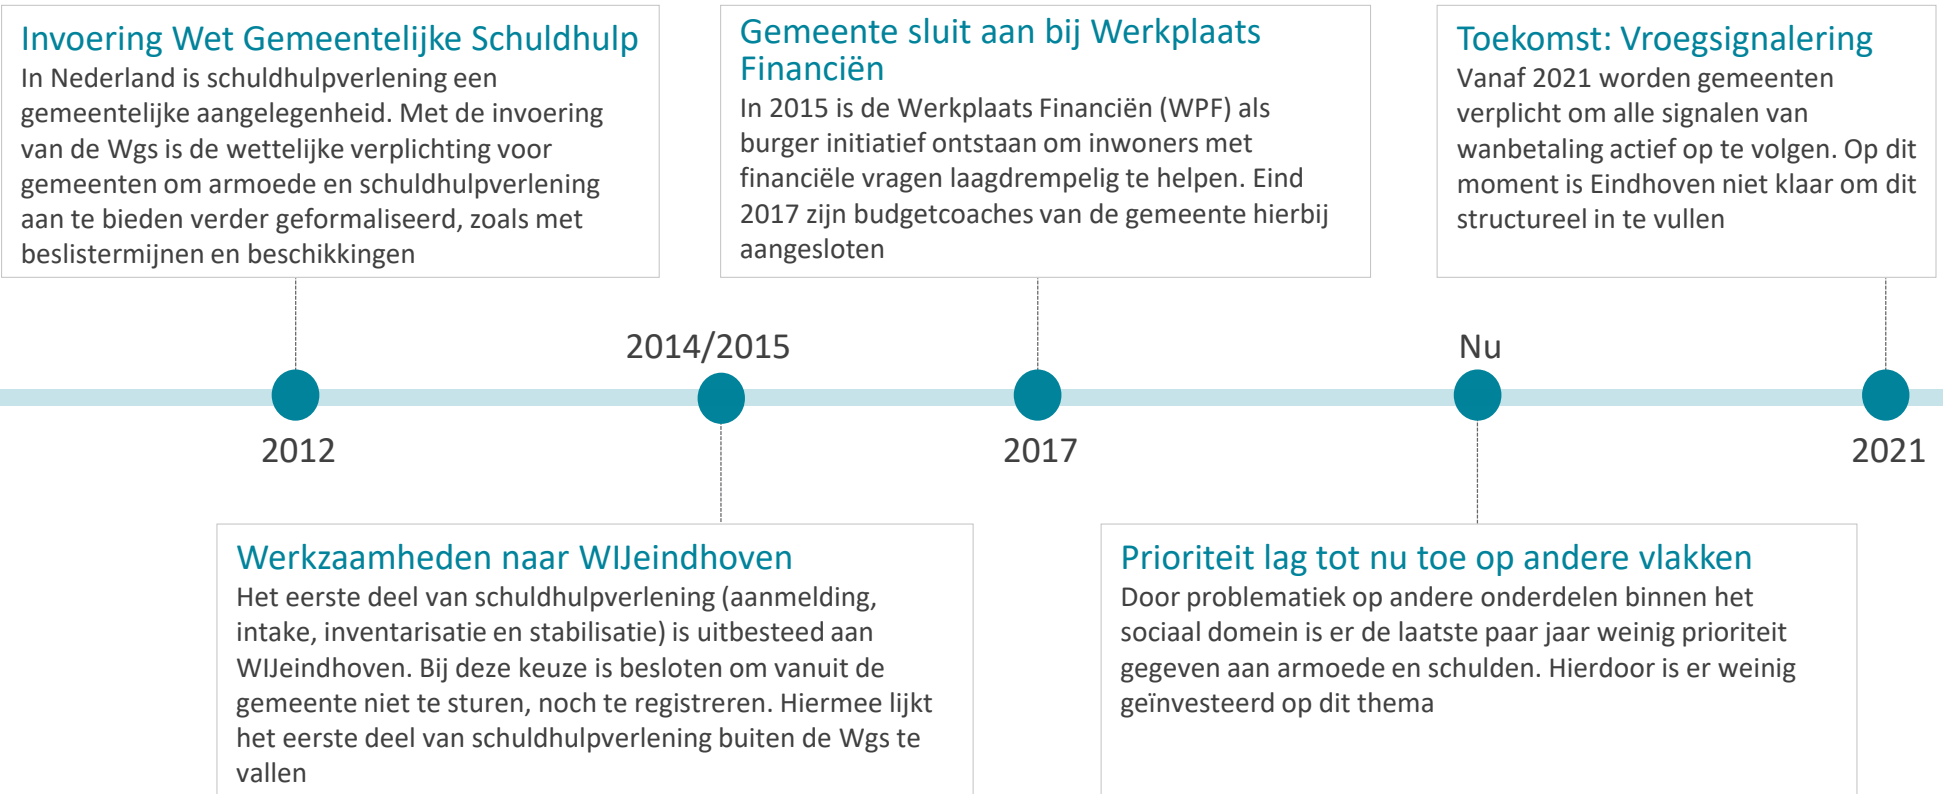 Invoering Wet Gemeentelijke Schuldhulp
In Nederland is schuldhulpverlening een
gemeentelijke aangelegenheid. Met de invoering
van de Wgs is de wettelijke verplichting voor
gemeenten om armoede en schuldhulpverlening
aan te bieden verder geformaliseerd, zoals met
beslistermijnen en beschikkingen
Gemeente sluit aan bij Werkplaats
Financiën
In 2015 is de Werkplaats Financiën (WPF) als
burger initiatief ontstaan om inwoners met
financiële vragen laagdrempelig te helpen. Eind
2017 zijn budgetcoaches van de gemeente hierbij
aangesloten
Toekomst: Vroegsignalering
Vanaf 2021 worden gemeenten
verplicht om alle signalen van
wanbetaling actief op te volgen. Op dit
moment is Eindhoven niet klaar om dit
structureel in te vullen
2014/2015
Nu
2012
2017
2021
Werkzaamheden naar WIJeindhoven
Het eerste deel van schuldhulpverlening (aanmelding,
intake, inventarisatie en stabilisatie) is uitbesteed aan
WIJeindhoven. Bij deze keuze is besloten om vanuit de
gemeente niet te sturen, noch te registreren. Hiermee lijkt
het eerste deel van schuldhulpverlening buiten de Wgs te
vallen
Prioriteit lag tot nu toe op andere vlakken
Door problematiek op andere onderdelen binnen het
sociaal domein is er de laatste paar jaar weinig prioriteit
gegeven aan armoede en schulden. Hierdoor is er weinig
geïnvesteerd op dit thema